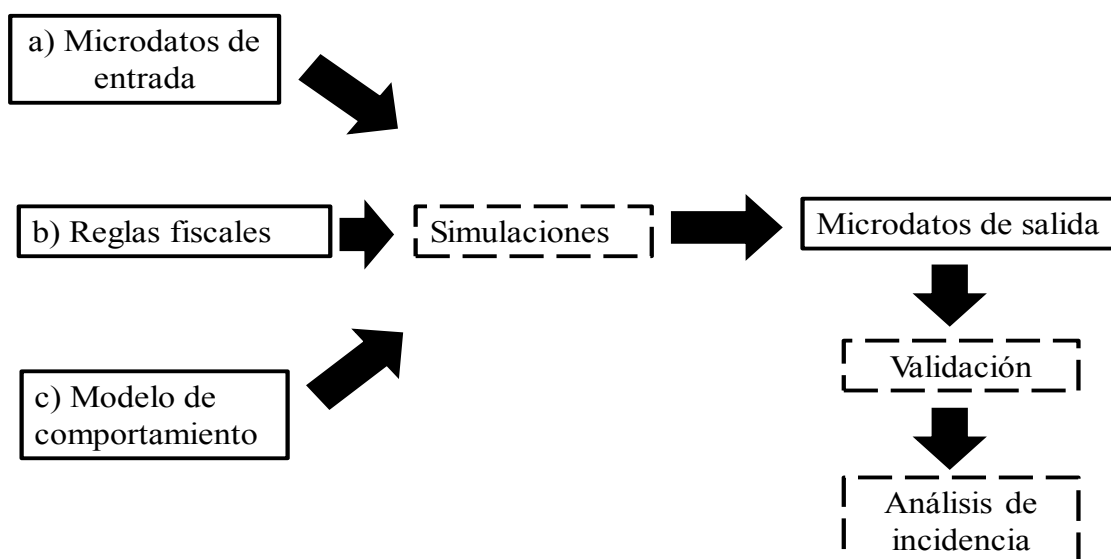 a) Microdatos de
entrada
b) Reglas fiscales
Simulaciones
Microdatos de salida
c) Modelo de
comportamiento
Validación
Análisis de
incidencia